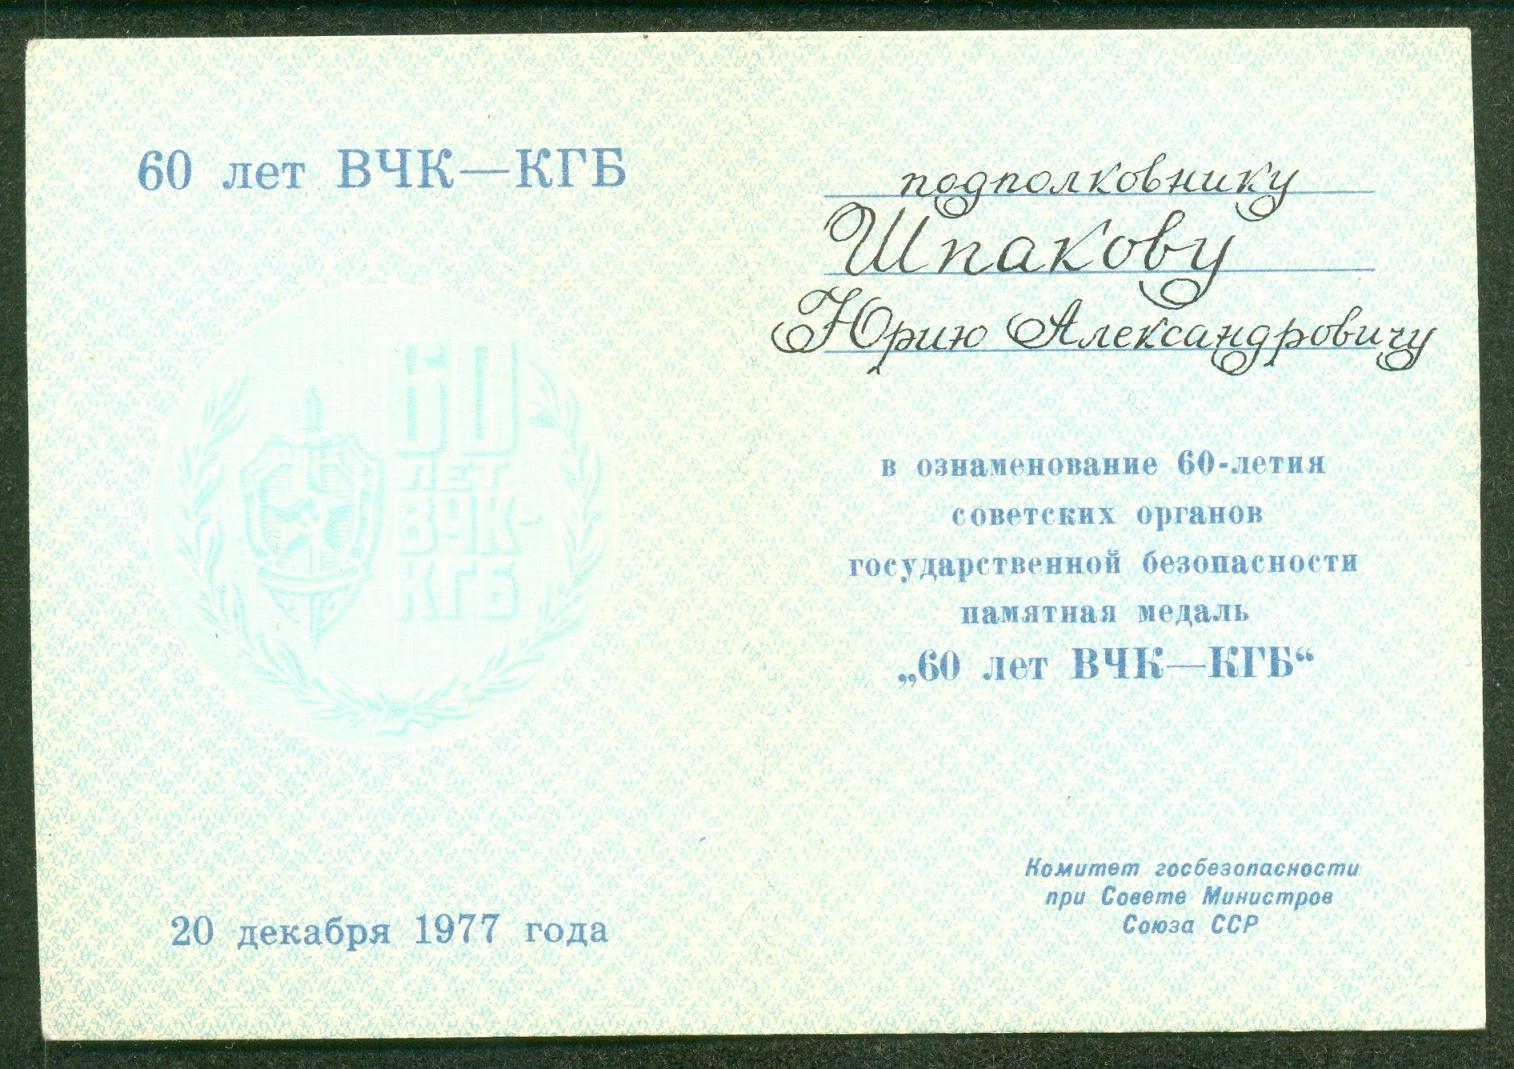 60 лет ВЧК—КГБ
60
ЛЕТ
ВЧК-
КГБ
20 декабря 1977 года
подполковнику
Шпакову
Юрию Александровичу
в ознаменование 60-летия
советских органов
государственной безопасности
памятная медаль
„60 лет ВЧК—КГБ“
Комитет госбезопасности
при Совете Министров
Союза ССР